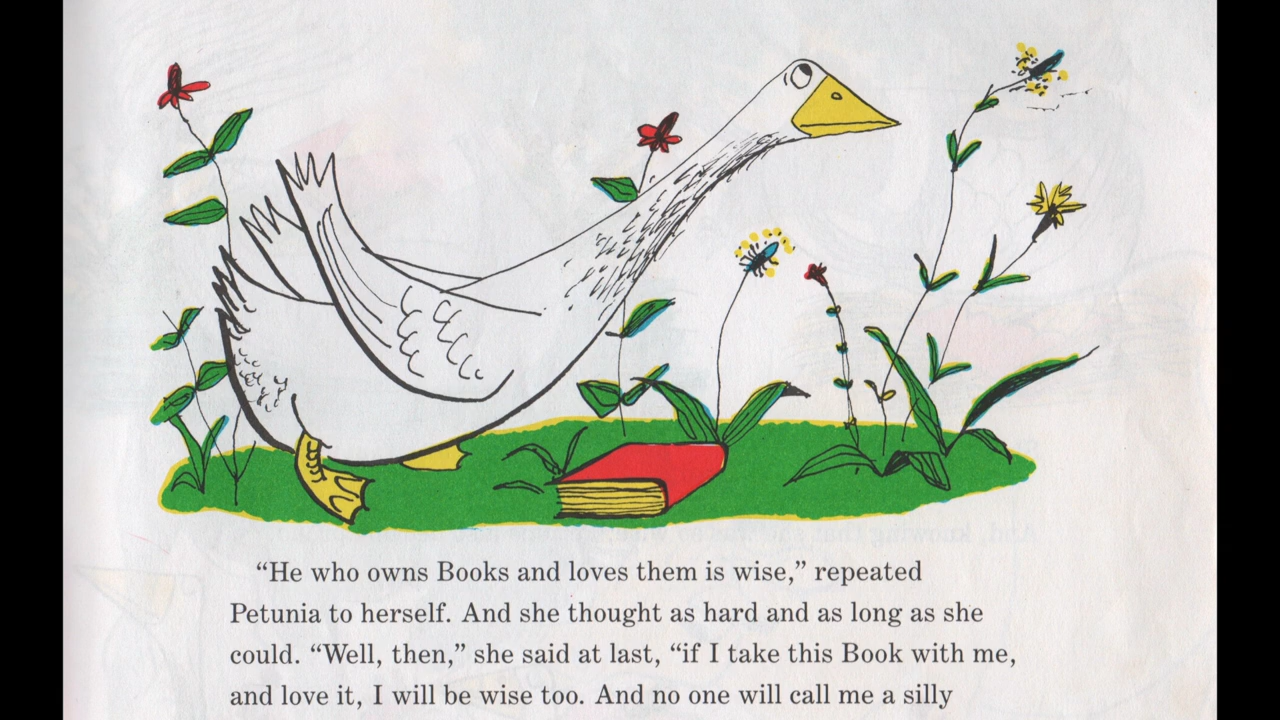 “He who owns Books and loves them is wise,” repeated
Petunia to herself. And she thought as hard and as long as she
could. “Well, then,” she said at last, “if I take this Book with me,
and love it, I will be wise too. And no one will call me a silly